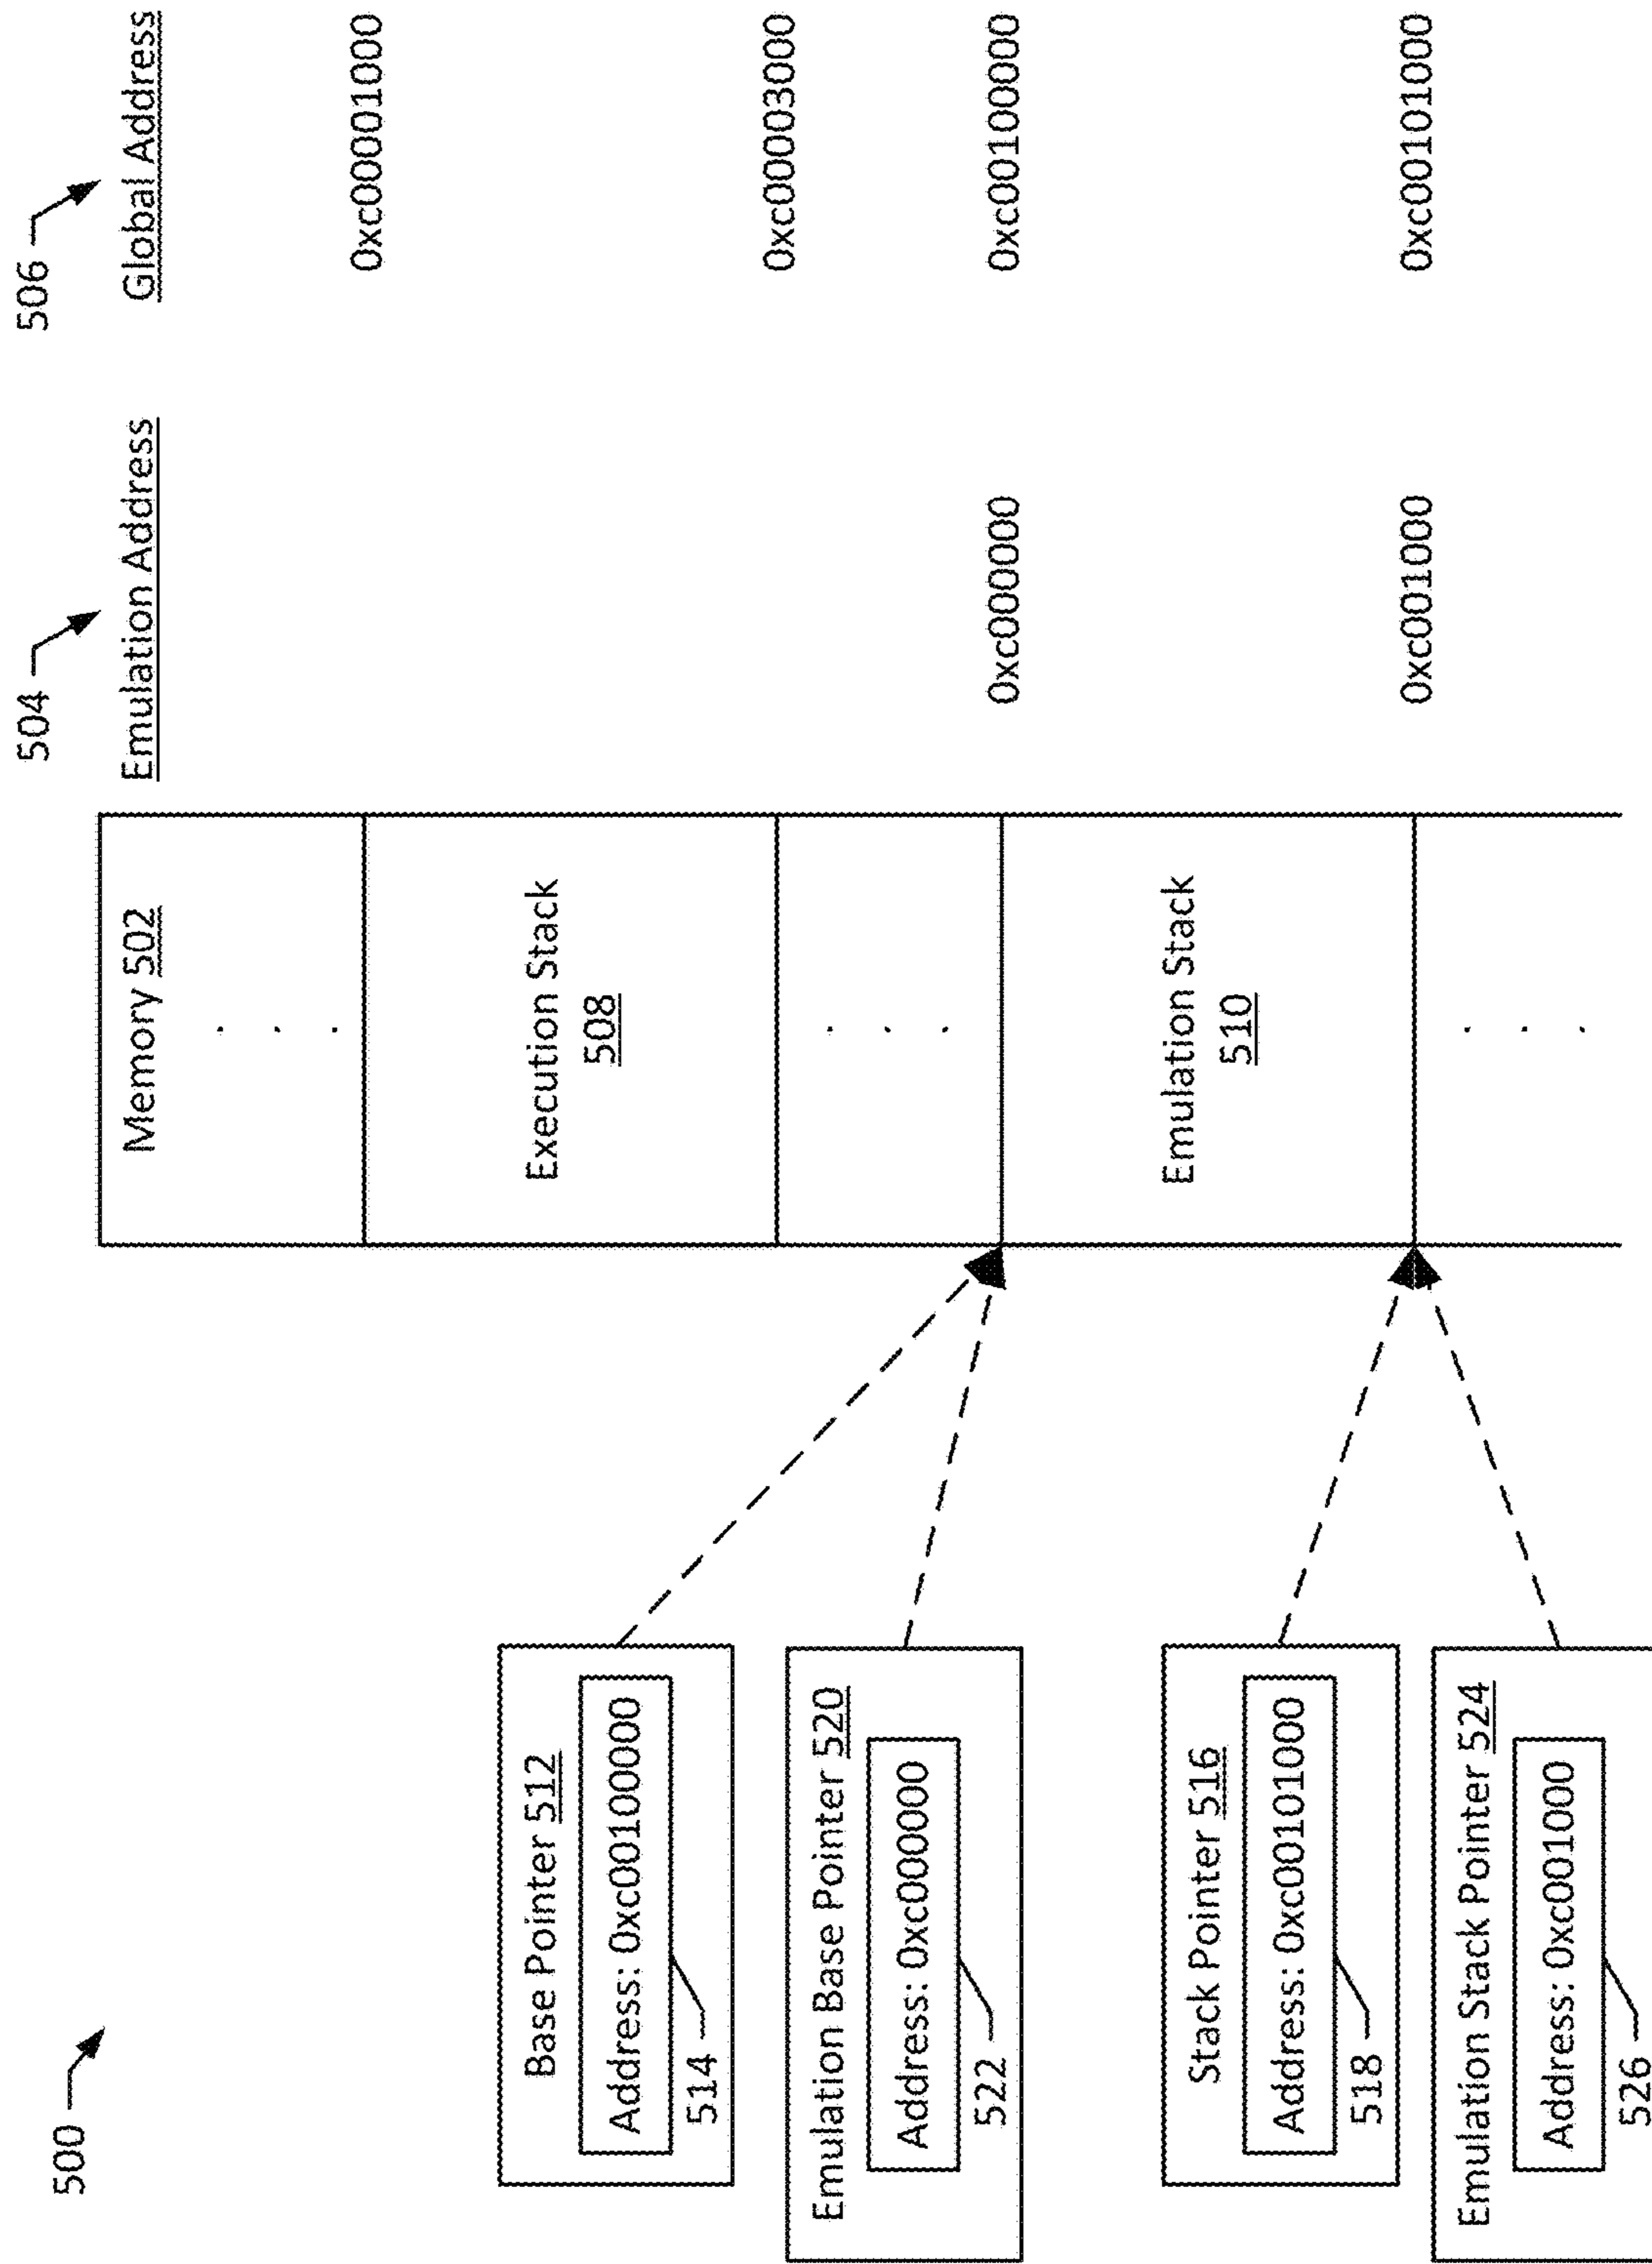 500
504
506
Memory 502
Emulation Address
Global Address
0xc00001000
Base Pointer 512
Execution Stack
508
Address: 0xc00100000
514
0xc00003000
Emulation Base Pointer 520
Address: 0xc000000
522
0xc000000
0xc00100000
Stack Pointer 516
Emulation Stack
510
Address: 0xc00101000
518
0xc001000
0xc00101000
Emulation Stack Pointer 524
Address: 0xc001000
526